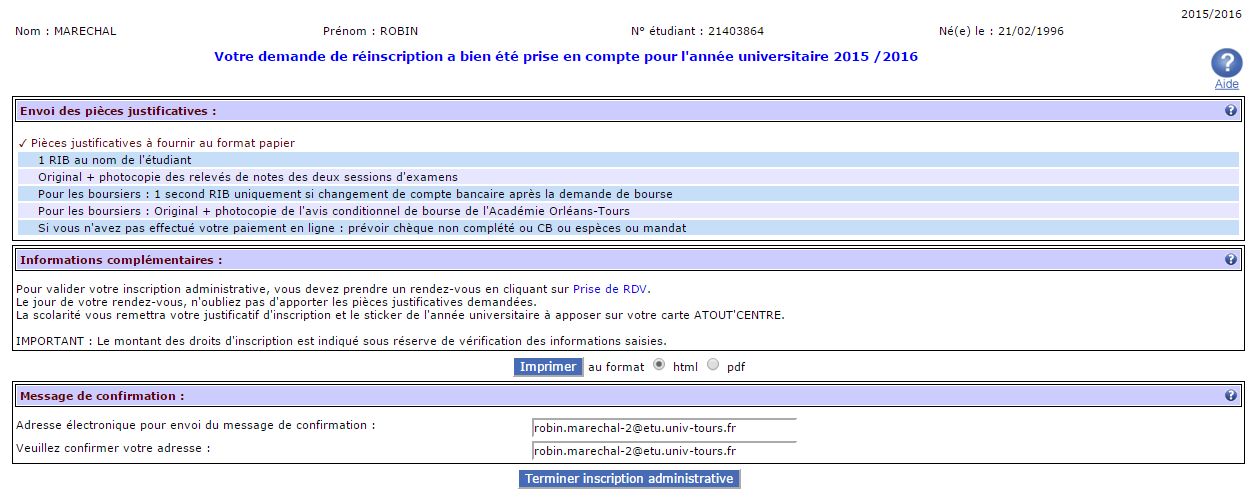 2015/2016
Nom : MARECHAL Prénom : ROBIN N° étudiant : 21403864 Né(e) le : 21/02/1996
Votre demande de réinscription a bien été prise en compte pour l'année universitaire 2015 /2016
?
Aide
Envoi des pièces justificatives : ?
✓ Pièces justificatives à fournir au format papier
1 RIB au nom de l'étudiant
Original + photocopie des relevés de notes des deux sessions d'examens
Pour les boursiers : 1 second RIB uniquement si changement de compte bancaire après la demande de bourse
Pour les boursiers : Original + photocopie de l'avis conditionnel de bourse de l'Académie Orléans-Tours
Si vous n'avez pas effectué votre paiement en ligne : prévoir chèque non complété ou CB ou espèces ou mandat
Informations complémentaires : ?
Pour valider votre inscription administrative, vous devez prendre un rendez-vous en cliquant sur Prise de RDV.
Le jour de votre rendez-vous, n'oubliez pas d'apporter les pièces justificatives demandées.
La scolarité vous remettra votre justificatif d'inscription et le sticker de l'année universitaire à apposer sur votre carte ATOUT'CENTRE.
IMPORTANT : Le montant des droits d'inscription est indiqué sous réserve de vérification des informations saisies.
Imprimer au format html pdf
Message de confirmation : ?
Adresse électronique pour envoi du message de confirmation : robin.marechal-2@etu.univ-tours.fr
Veuillez confirmer votre adresse : robin.marechal-2@etu.univ-tours.fr
Terminer inscription administrative